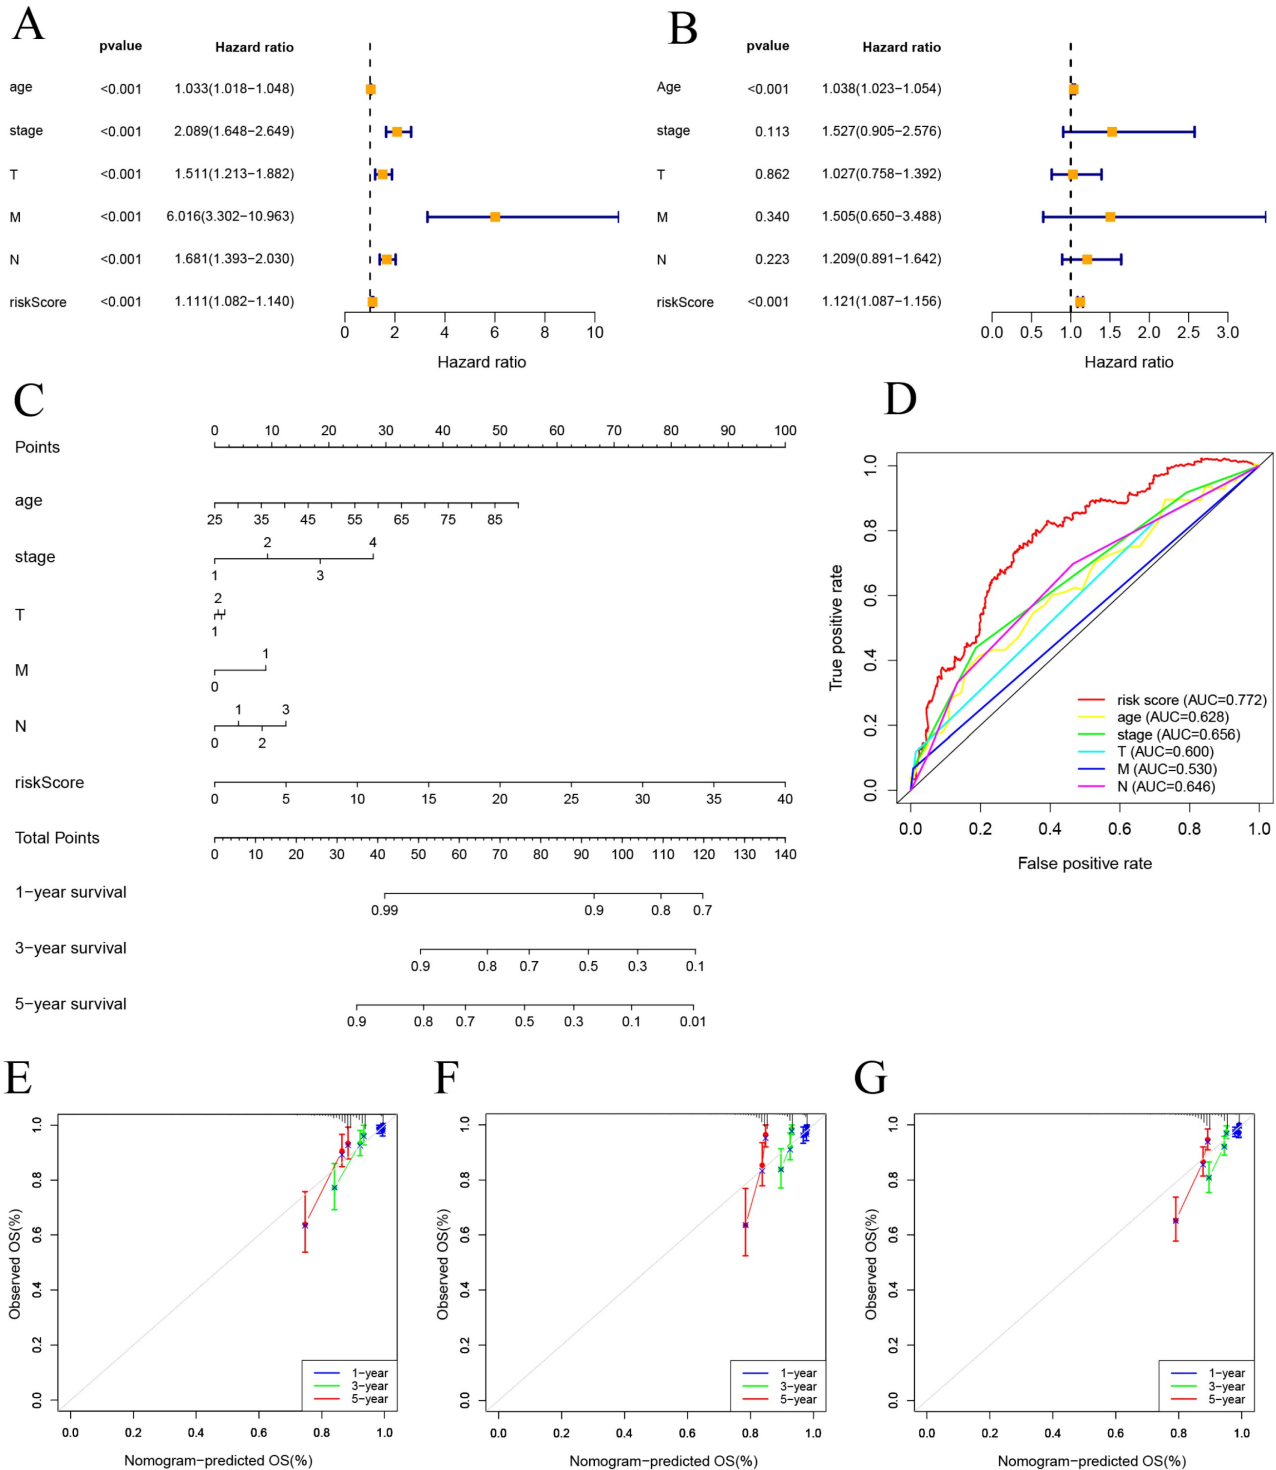 A
pvalue Hazard ratio
age <0.001 1.033(1.018−1.048)
stage <0.001 2.089(1.648−2.649)
T <0.001 1.511(1.213−1.882)
M <0.001 6.016(3.302−10.963)
N <0.001 1.681(1.393−2.030)
riskScore <0.001 1.111(1.082−1.140)
0 2 4 6 8 10
Hazard ratio
B
pvalue Hazard ratio
Age <0.001 1.038(1.023−1.054)
stage 0.113 1.527(0.905−2.576)
T 0.862 1.027(0.758−1.392)
M 0.340 1.505(0.650−3.488)
N 0.223 1.209(0.891−1.642)
riskScore <0.001 1.121(1.087−1.156)
0.0 0.5 1.0 1.5 2.0 2.5 3.0
Hazard ratio
C
0 10 20 30 40 50 60 70 80 90 100
Points
age
25 35 45 55 65 75 85
2 4
stage
1 3
2
T
1
1
M
0
1 3
N
0 2
riskScore
0 5 10 15 20 25 30 35 40
Total Points
0 10 20 30 40 50 60 70 80 90 100 110 120 130 140
1−year survival
0.99 0.9 0.8 0.7
3−year survival
0.9 0.8 0.7 0.5 0.3 0.1
5−year survival
0.9 0.8 0.7 0.5 0.3 0.1 0.01
D
True positive rate
1.0
0.8
0.6
0.4
0.2
0.0
risk score (AUC=0.772)
age (AUC=0.628)
stage (AUC=0.656)
T (AUC=0.600)
M (AUC=0.530)
N (AUC=0.646)
0.0 0.2 0.4 0.6 0.8 1.0
False positive rate
E
Observed OS(%)
1.0
0.8
0.6
0.4
0.2
0.0
1−year
3−year
5−year
0.0 0.2 0.4 0.6 0.8 1.0
Nomogram−predicted OS(%)
F
Observed OS(%)
1.0
0.8
0.6
0.4
0.2
0.0
1−year
3−year
5−year
0.0 0.2 0.4 0.6 0.8 1.0
Nomogram−predicted OS(%)
G
Observed OS(%)
1.0
0.8
0.6
0.4
0.2
0.0
1−year
3−year
5−year
0.0 0.2 0.4 0.6 0.8 1.0
Nomogram−predicted OS(%)